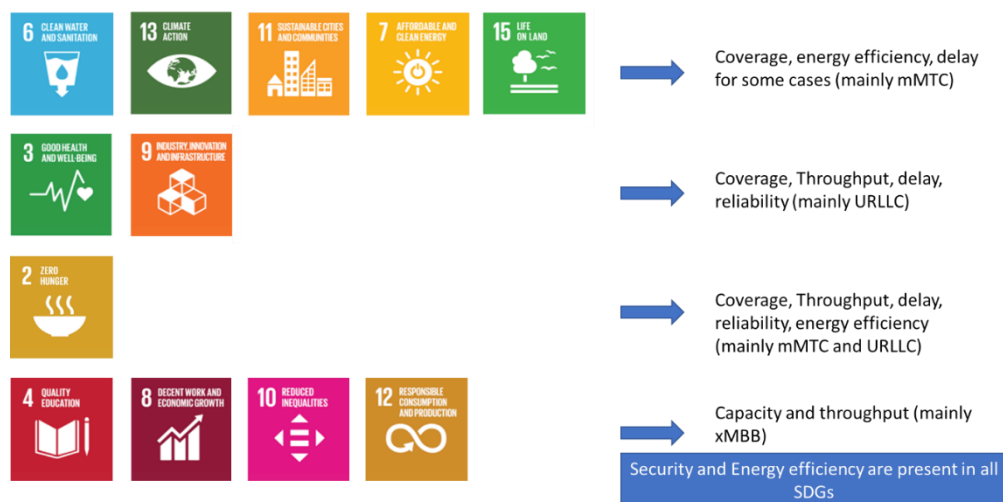 6 CLEAN WATER
AND SANITATION
13 CLIMATE
ACTION
11 SUSTAINABLE CITIES
AND COMMUNITIES
7 AFFORDABLE AND
CLEAN ENERGY
15 LIFE
ON LAND
Coverage, energy efficiency, delay
for some cases (mainly mMTC)
3 GOOD HEALTH
AND WELL-BEING
9 INDUSTRY, INNOVATION
AND INFRASTRUCTURE
Coverage, Throughput, delay,
reliability (mainly URLLC)
2 ZERO
HUNGER
Coverage, Throughput, delay,
reliability, energy efficiency
(mainly mMTC and URLLC)
4 QUALITY
EDUCATION
8 DECENT WORK AND
ECONOMIC GROWTH
10 REDUCED
INEQUALITIES
12 RESPONSIBLE
CONSUMPTION
AND PRODUCTION
Capacity and throughput (mainly
xMBB)
Security and Energy efficiency are present in all
SDGs